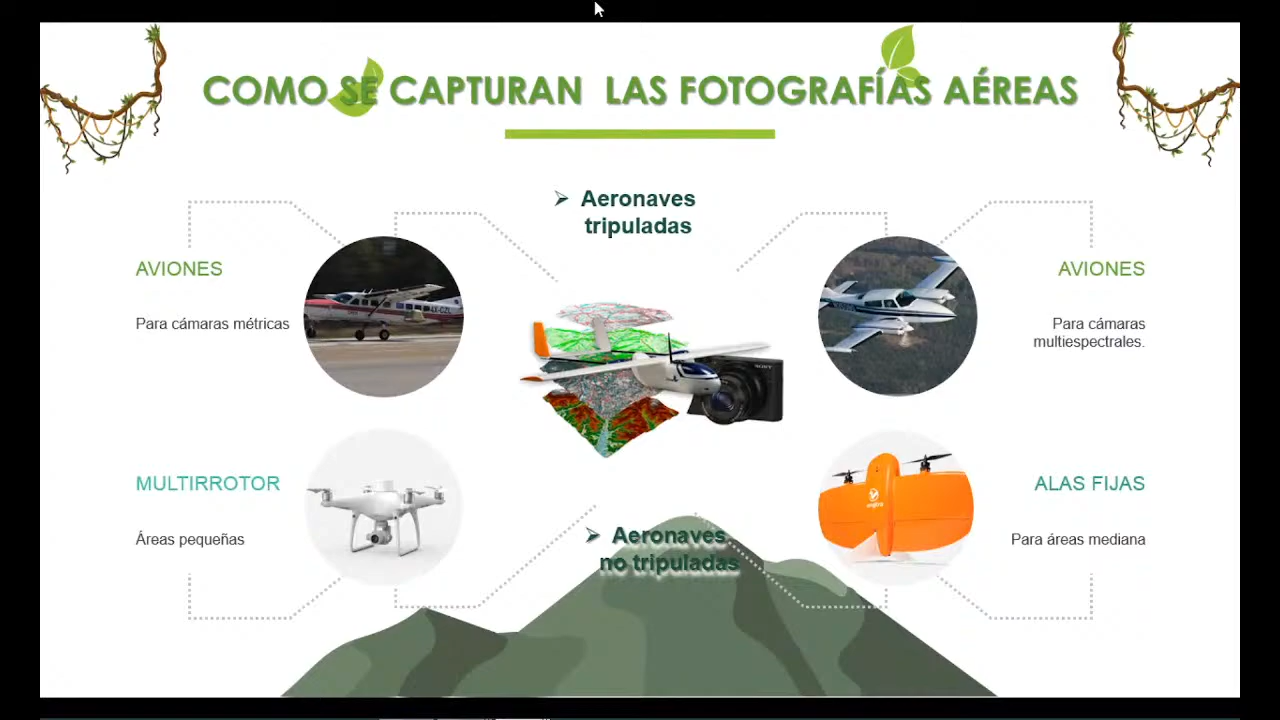 COMO SE CAPTURAN LAS FOTOGRAFÍAS AÉREAS
➢ Aeronaves
tripuladas
AVIONES
Para cámaras métricas
AVIONES
Para cámaras
multiespectrales.
SONY
MULTIRROTOR
Áreas pequeñas
ALAS FIJAS
Para áreas mediana
➢ Aeronaves
no tripuladas